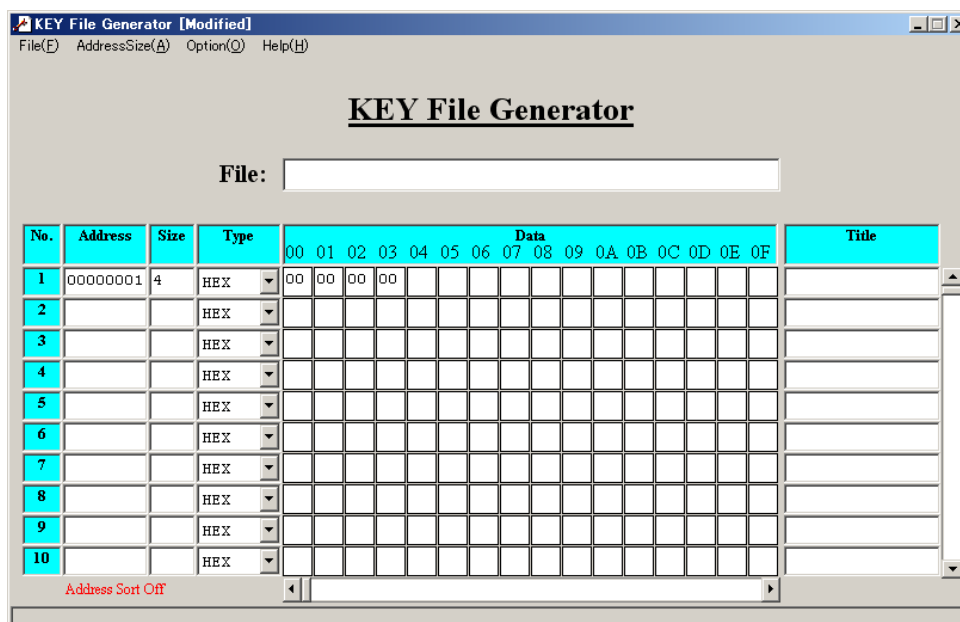 KEY File Generator [Modified]
File(F) AddressSize(A) Option(O) Help(H)
KEY File Generator
File:
No. Address Size Type Data Title
00 01 02 03 04 05 06 07 08 09 0A 0B 0C 0D 0E 0F
1 00000001 4 HEX 00 00 00 00
2 HEX
3 HEX
4 HEX
5 HEX
6 HEX
7 HEX
8 HEX
9 HEX
10 HEX
Address Sort Off